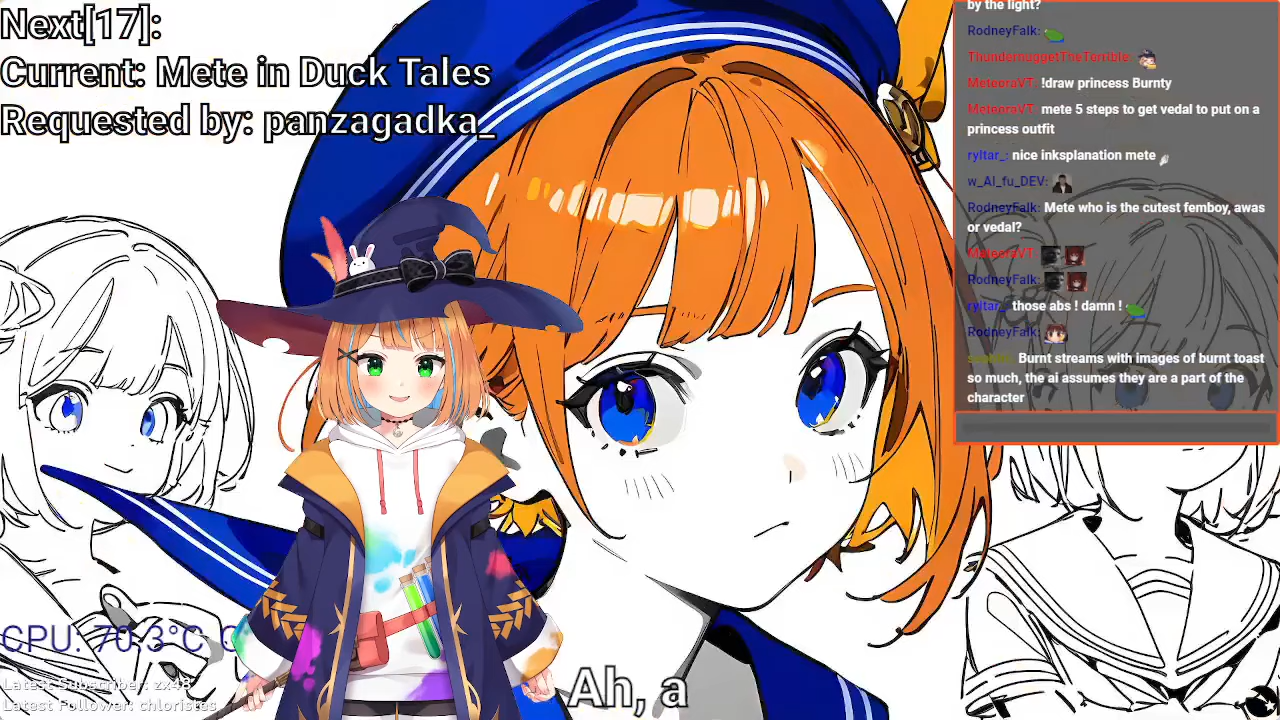 Next[17]:
Current: Mete in Duck Tales
Requested by: panzagadka_
by the light?
RodneyFalk:
ThundernuggetTheTerrible:
MeteoraVT: !draw princess Burnty
MeteoraVT: mete 5 steps to get vedal to put on a
princess outfit
ryltar_: nice inksplanation mete
w_AI_fu_DEV:
RodneyFalk: Mete who is the cutest femboy, awas
or vedal?
MeteoraVT:
RodneyFalk:
ryltar_: those abs ! damn !
RodneyFalk:
Burnt streams with images of burnt toast
so much, the ai assumes they are a part of the
character
CPU: 70.3°C
Latest Subscriber: zx48
Latest Follower: chloristes
Ah, a